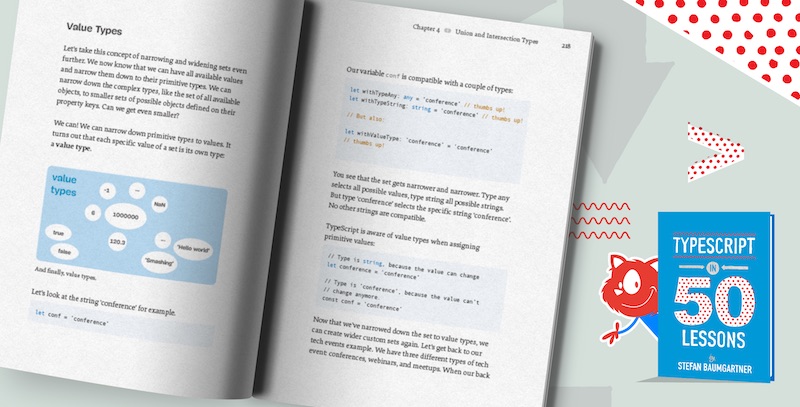 Value Types
Let's take this concept of narrowing and widening sets even
further. We now know that we can have all available values
and narrow them down to their primitive types. We can
narrow down the complex types, like the set of all available
objects, to smaller sets of possible objects defined on their
property keys. Can we get even smaller?
We can! We can narrow down primitive types to values. It
turns out that each specific value of a set is its own type:
a value type.
value
types
-1
...
NaN
6
1000000
true
false
120.3
...
'Hello world'
'Smashing'
And finally, value types.
Let's look at the string 'conference' for example.
let conf = 'conference'
Chapter 4 Union and Intersection Types 218
Our variable conf is compatible with a couple of types:
let withTypeAny: any = 'conference' // thumbs up!
let withTypeString: string = 'conference' // thumbs up!
// But also:
let withValueType: 'conference' = 'conference'
// thumbs up!
You see that the set gets narrower and narrower. Type any
selects all possible values, type string all possible strings.
But type 'conference' selects the specific string 'conference'.
No other strings are compatible.
TypeScript is aware of value types when assigning
primitive values:
// Type is string, because the value can change
let conference = 'conference'
// Type is 'conference', because the value can't
// change anymore.
const conf = 'conference'
Now that we've narrowed down the set to value types, we
can create wider custom sets again. Let's get back to our
tech events example. We have three different types of tech
event: conferences, webinars, and meetups. When our back
TYPESCRIPT
IN
50
LESSONS
by
STEFAN BAUMGARTNER